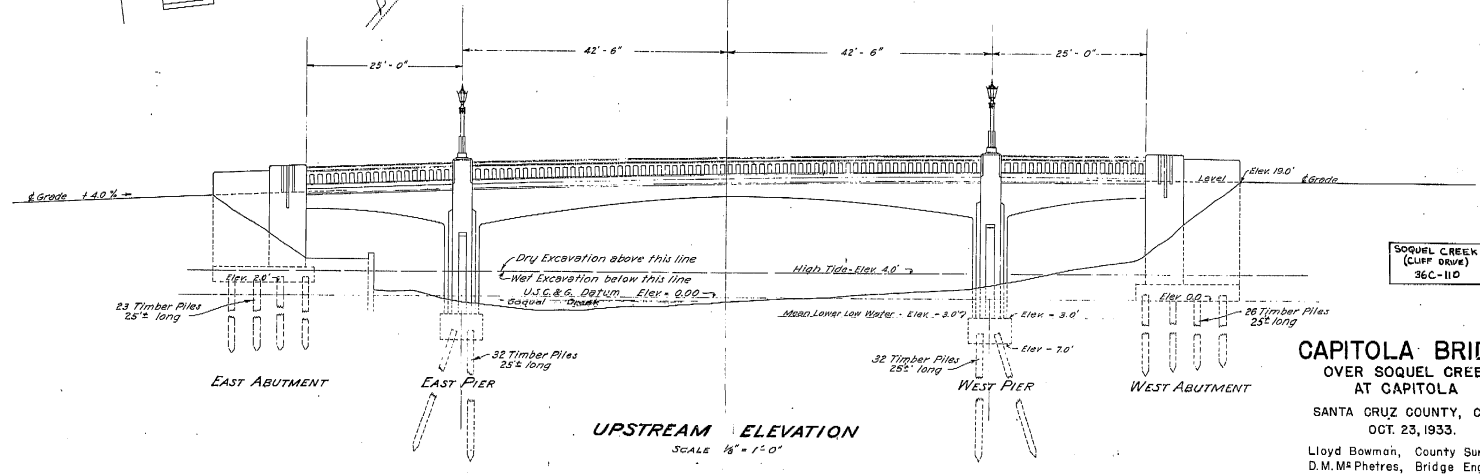 42'-6"
42'-6"
25'-0"
25'-0"
Level
Elev. 19.0'
₵ Grade +4.0%
₵ Grade
Dry Excavation above this line
Wet Excavation below this line
High Tide - Elev. 4.0'
U.S.C.&G. Datum Elev = 0.00
Soquel Creek
Mean Lower Low Water - Elev. -3.0'
Elev. 2.0'
Elev. 0.0
Elev. -3.0'
Elev -7.0'
23 Timber Piles
25'± long
32 Timber Piles
25'± long
32 Timber Piles
25'± long
26 Timber Piles
25'± long
EAST ABUTMENT
EAST PIER
WEST PIER
WEST ABUTMENT
UPSTREAM ELEVATION
SCALE 1/8" = 1'-0"
SOQUEL CREEK
(CLIFF DRIVE)
36C-110
CAPITOLA BRID
OVER SOQUEL CREE
AT CAPITOLA
SANTA CRUZ COUNTY, C
OCT. 23, 1933.
Lloyd Bowman, County Su
D.M. McPhetres, Bridge En